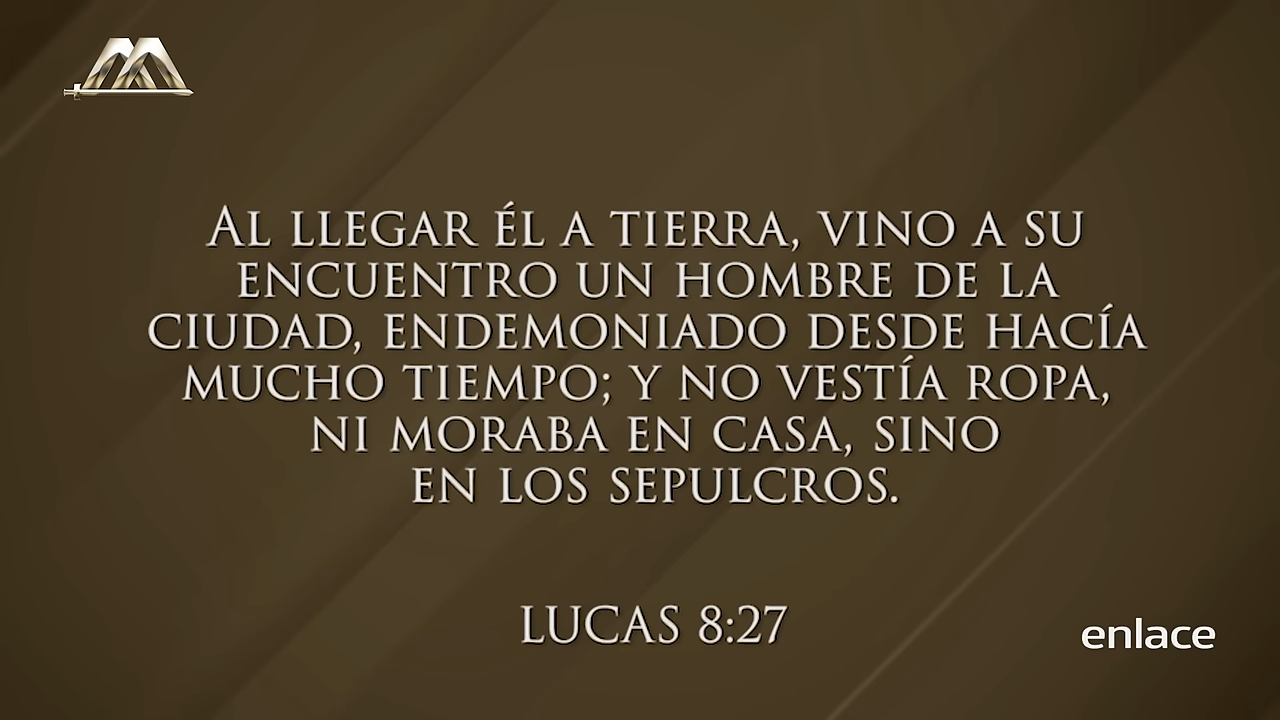 AL LLEGAR ÉL A TIERRA, VINO A SU
ENCUENTRO UN HOMBRE DE LA
CIUDAD, ENDEMONIADO DESDE HACÍA
MUCHO TIEMPO; Y NO VESTÍA ROPA,
NI MORABA EN CASA, SINO
EN LOS SEPULCROS.
LUCAS 8:27
enlace